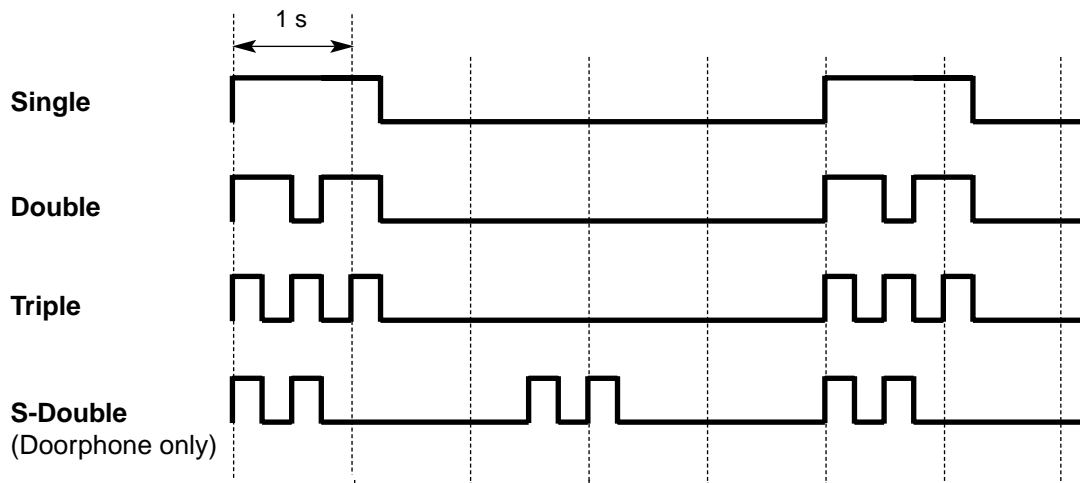 1 s
Single
Double
Triple
S-Double
(Doorphone only)